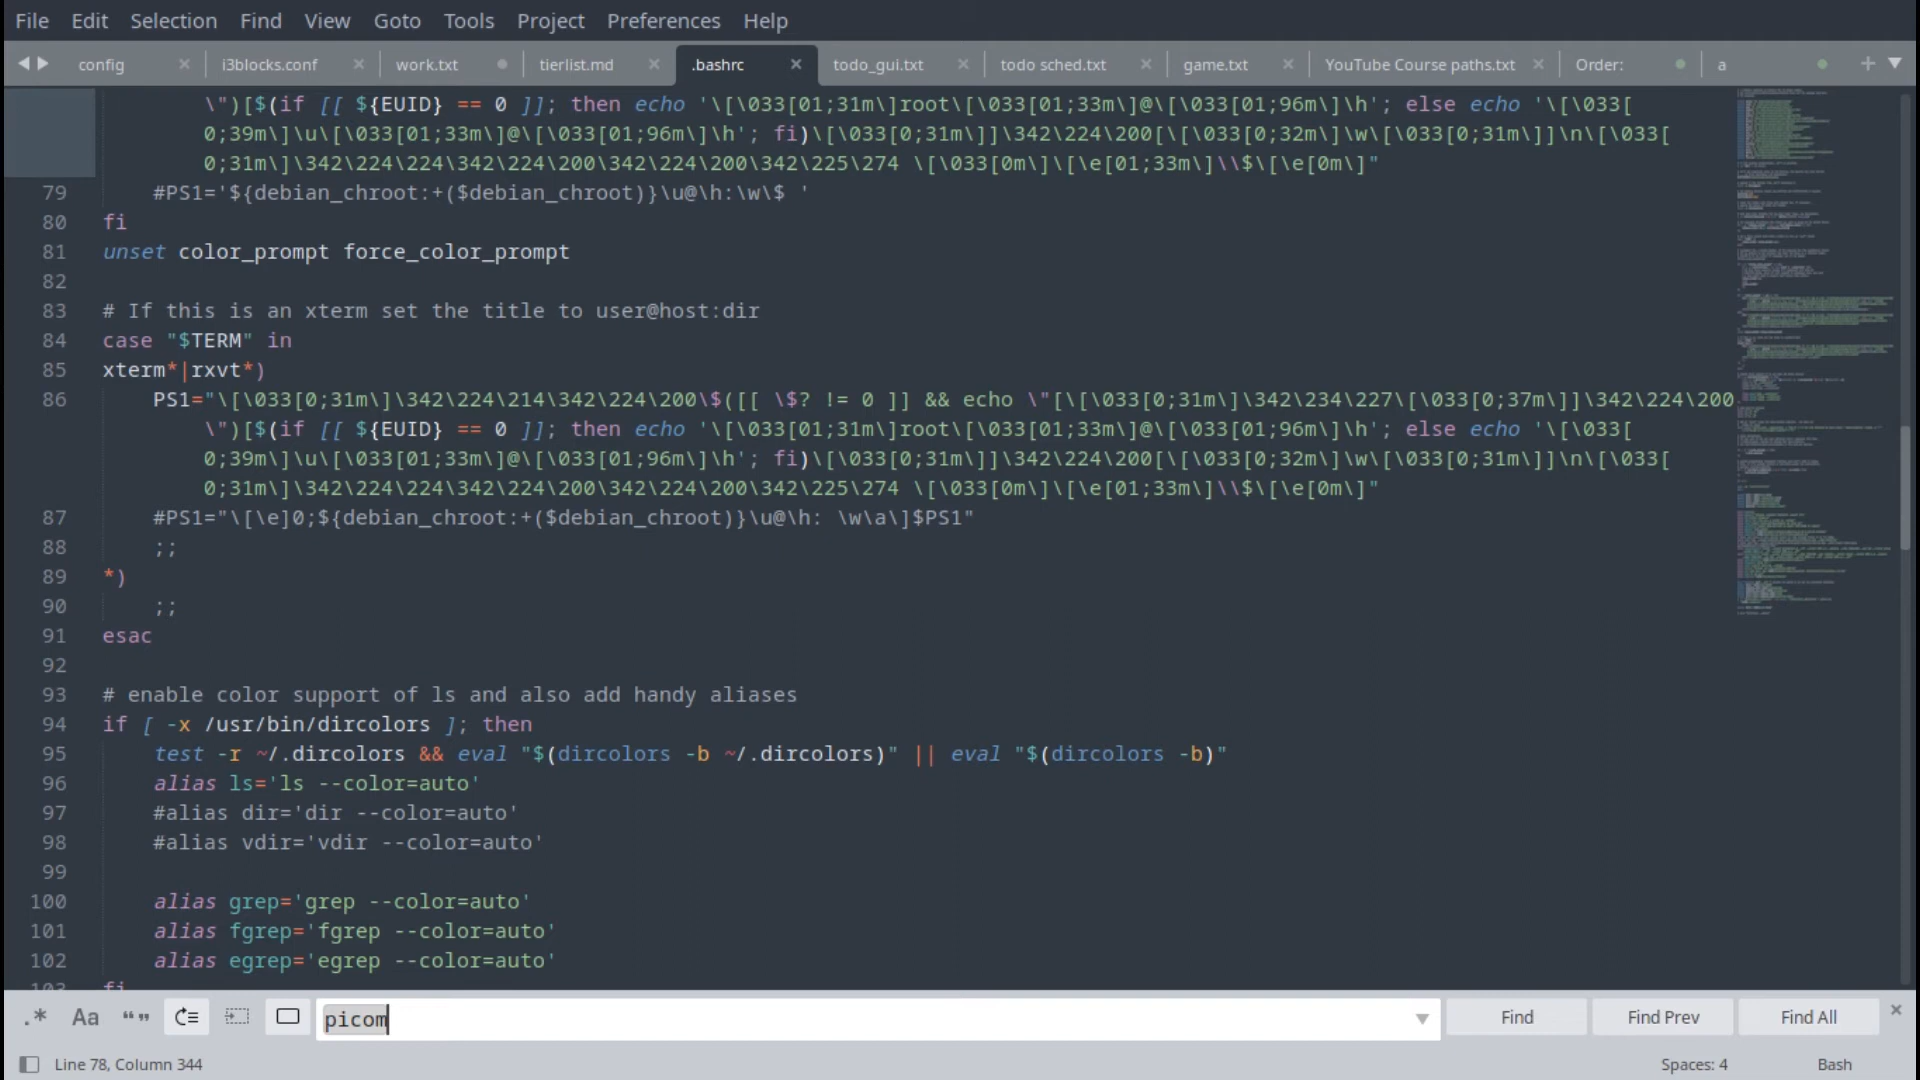 File Edit Selection Find View Goto Tools Project Preferences Help
config i3blocks.conf work.txt tierlist.md .bashrc todo_gui.txt todo sched.txt game.txt YouTube Course paths.txt Order: a
\")[$(if [[ ${EUID} == 0 ]]; then echo '\[\033[01;31m\]root\[\033[01;33m\]@\[\033[01;96m\]\h'; else echo '\[\033[
0;39m\]\u\[\033[01;33m\]@\[\033[01;96m\]\h'; fi)\[\033[0;31m\]]\342\224\200[\[\033[0;32m\]\w\[\033[0;31m\]]\n\[\033[
0;31m\]\342\224\224\342\224\200\342\224\200\342\225\274 \[\033[0m\]\[\e[01;33m\]\\$\[\e[0m\]"
79 #PS1='${debian_chroot:+($debian_chroot)}\u@\h:\w\$ '
80 fi
81 unset color_prompt force_color_prompt
82
83 # If this is an xterm set the title to user@host:dir
84 case "$TERM" in
85 xterm*|rxvt*)
86 PS1="\[\033[0;31m\]\342\224\214\342\224\200\$([[ \$? != 0 ]] && echo \"[\[\033[0;31m\]\342\234\227\[\033[0;37m\]]\342\224\200
\")[$(if [[ ${EUID} == 0 ]]; then echo '\[\033[01;31m\]root\[\033[01;33m\]@\[\033[01;96m\]\h'; else echo '\[\033[
0;39m\]\u\[\033[01;33m\]@\[\033[01;96m\]\h'; fi)\[\033[0;31m\]]\342\224\200[\[\033[0;32m\]\w\[\033[0;31m\]]\n\[\033[
0;31m\]\342\224\224\342\224\200\342\224\200\342\225\274 \[\033[0m\]\[\e[01;33m\]\\$\[\e[0m\]"
87 #PS1="\[\e]0;${debian_chroot:+($debian_chroot)}\u@\h: \w\a\]$PS1"
88 ;;
89 *)
90 ;;
91 esac
92
93 # enable color support of ls and also add handy aliases
94 if [ -x /usr/bin/dircolors ]; then
95 test -r ~/.dircolors && eval "$(dircolors -b ~/.dircolors)" || eval "$(dircolors -b)"
96 alias ls='ls --color=auto'
97 #alias dir='dir --color=auto'
98 #alias vdir='vdir --color=auto'
99
100 alias grep='grep --color=auto'
101 alias fgrep='fgrep --color=auto'
102 alias egrep='egrep --color=auto'
103 fi
.* Aa “” picom Find Find Prev Find All
Line 78, Column 344 Spaces: 4 Bash